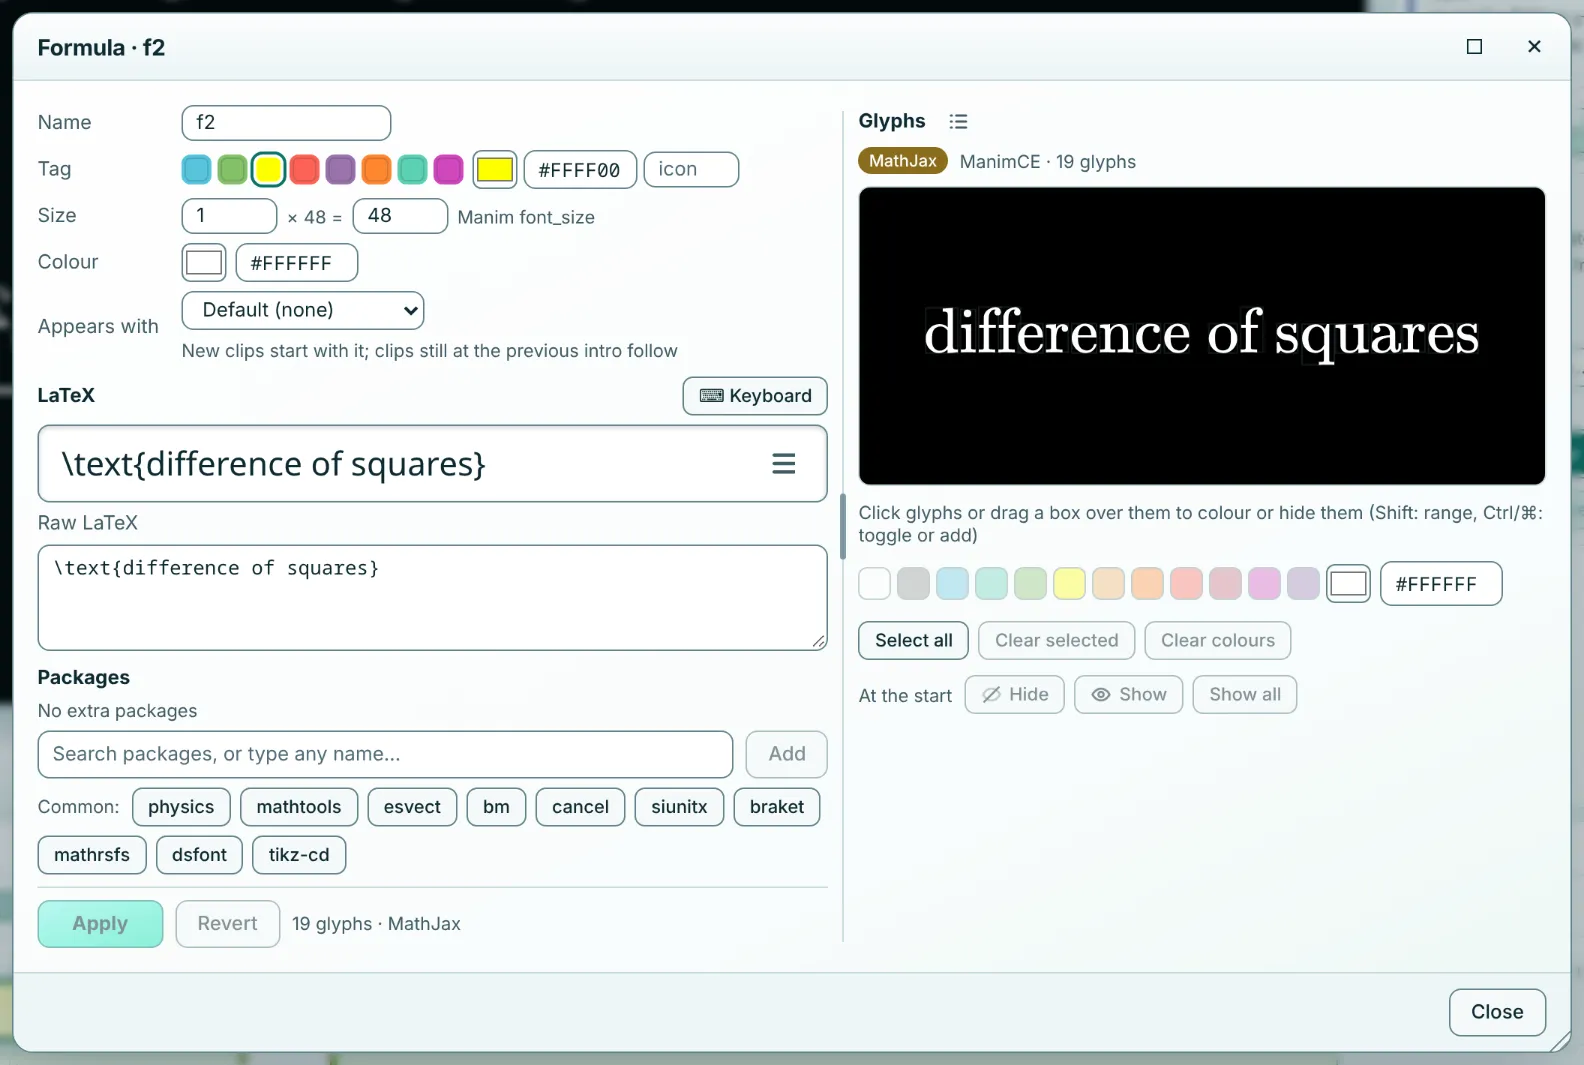 Formula · f2
Name
f2
Tag
#FFFF00
icon
Size
1
× 48 =
48
Manim font_size
Colour
#FFFFFF
Appears with
Default (none)
New clips start with it; clips still at the previous intro follow
LaTeX
Keyboard
\text{difference of squares}
Raw LaTeX
\text{difference of squares}
Packages
No extra packages
Search packages, or type any name...
Add
Common:
physics
mathtools
esvect
bm
cancel
siunitx
braket
mathrsfs
dsfont
tikz-cd
Apply
Revert
19 glyphs · MathJax
Glyphs
MathJax
ManimCE · 19 glyphs
difference of squares
Click glyphs or drag a box over them to colour or hide them (Shift: range, Ctrl/⌘:
toggle or add)
#FFFFFF
Select all
Clear selected
Clear colours
At the start
Hide
Show
Show all
Close